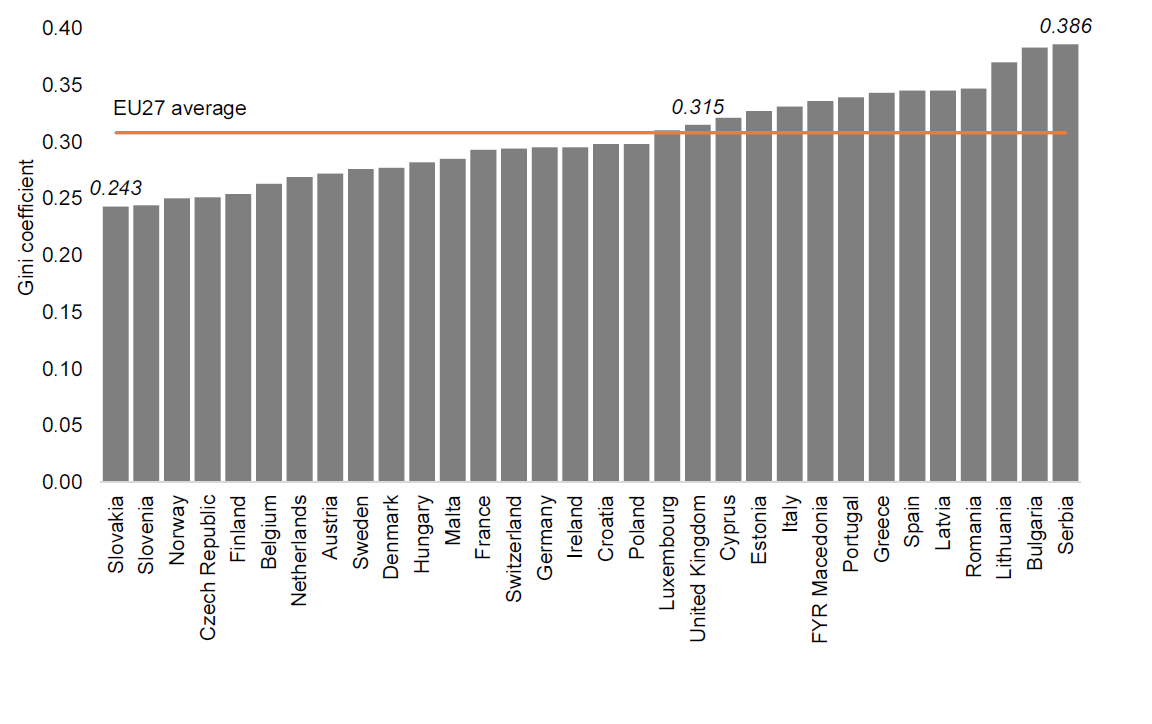 0.40
0.35
0.30
0.25
0.20
0.15
0.10
0.05
0.00
Gini coefficient
EU27 average
0.243
0.315
0.386
Slovakia
Slovenia
Norway
Czech Republic
Finland
Belgium
Netherlands
Austria
Sweden
Denmark
Hungary
Malta
France
Switzerland
Germany
Ireland
Croatia
Poland
Luxembourg
United Kingdom
Cyprus
Estonia
Italy
FYR Macedonia
Portugal
Greece
Spain
Latvia
Romania
Lithuania
Bulgaria
Serbia